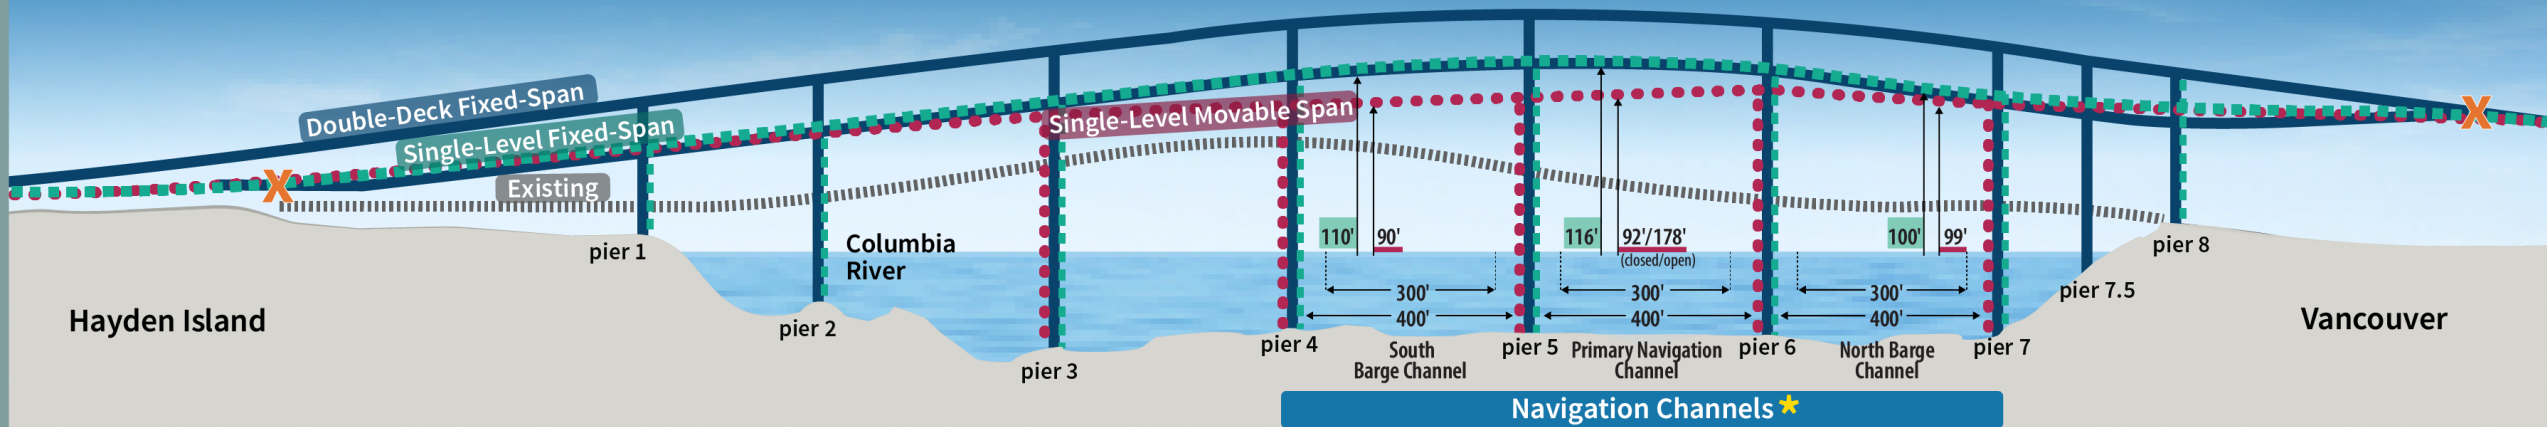 Double-Deck Fixed-Span
Single-Level Fixed-Span
Single-Level Movable Span
X
X
Existing
Columbia
River
110'
90'
116'
92'/178'
(closed/open)
100'
99'
pier 1
pier 8
300'
300'
300'
pier 7.5
400'
400'
400'
Hayden Island
Vancouver
pier 2
pier 3
pier 4
pier 5
pier 6
pier 7
South
Barge Channel
Primary Navigation
Channel
North Barge
Channel
Navigation Channels*